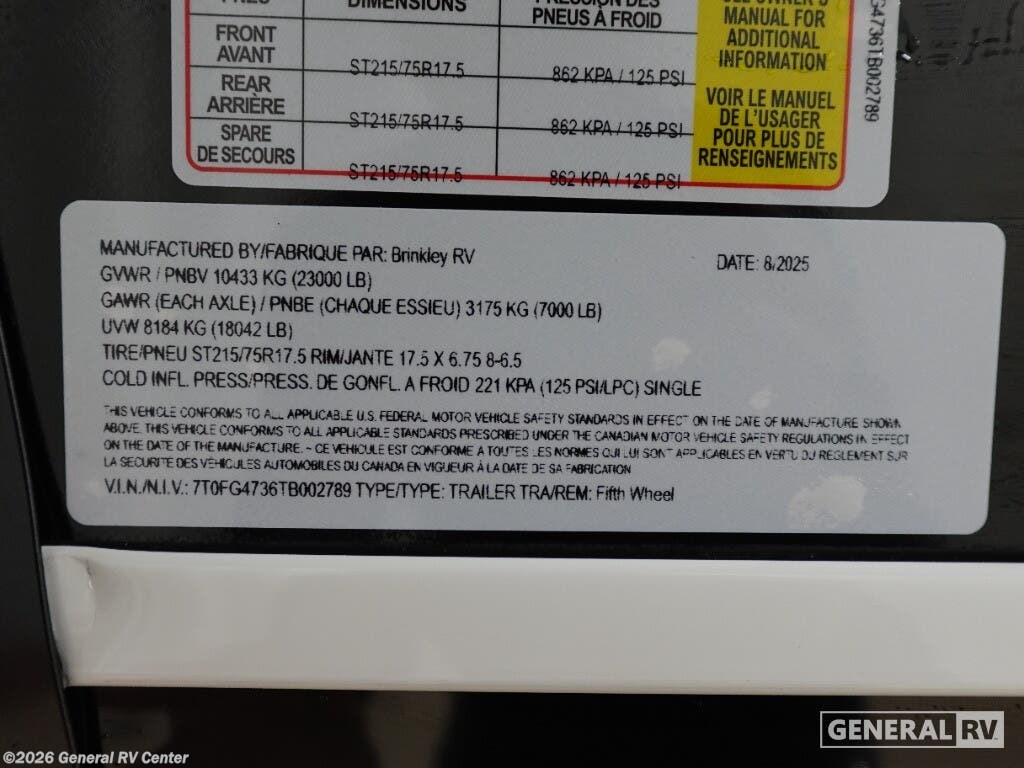 PNEU
DIMENSIONS
PRESSION DES
PNEUS À FROID
SEE OWNER'S
MANUAL FOR
ADDITIONAL
INFORMATION
FRONT
AVANT
ST215/75R17.5
862 KPA / 125 PSI
REAR
ARRIÈRE
ST215/75R17.5
862 KPA / 125 PSI
SPARE
DE SECOURS
ST215/75R17.5
862 KPA / 125 PSI
VOIR LE MANUEL
DE L'USAGER
POUR PLUS DE
RENSEIGNEMENTS
G4736TB002789
MANUFACTURED BY/FABRIQUE PAR: Brinkley RV
DATE: 8/2025
GVWR / PNBV 10433 KG (23000 LB)
GAWR (EACH AXLE) / PNBE (CHAQUE ESSIEU) 3175 KG (7000 LB)
UVW 8184 KG (18042 LB)
TIRE/PNEU ST215/75R17.5 RIM/JANTE 17.5 X 6.75 8-6.5
COLD INFL. PRESS/PRESS. DE GONFL. A FROID 221 KPA (125 PSI/LPC) SINGLE
THIS VEHICLE CONFORMS TO ALL APPLICABLE U.S. FEDERAL MOTOR VEHICLE SAFETY STANDARDS IN EFFECT ON THE DATE OF MANUFACTURE SHOWN
ABOVE. THIS VEHICLE CONFORMS TO ALL APPLICABLE STANDARDS PRESCRIBED UNDER THE CANADIAN MOTOR VEHICLE SAFETY REGULATIONS IN EFFECT
ON THE DATE OF THE MANUFACTURE. - CE VEHICULE EST CONFORME A TOUTES LES NORMES QUI LUI SONT APPLICABLES EN VERTU DU REGLEMENT SUR
LA SECURITE DES VEHICULES AUTOMOBILES DU CANADA EN VIGUEUR À LA DATE DE SA FABRICATION
V.I.N./N.I.V.: 7T0FG4736TB002789 TYPE/TYPE: TRAILER TRA/REM: Fifth Wheel
GENERAL RV
©2026 General RV Center